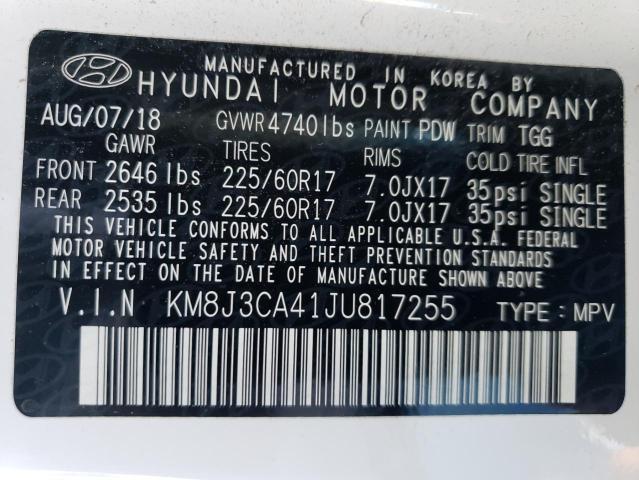 MANUFACTURED IN KOREA BY
HYUNDAI MOTOR COMPANY
AUG/07/18 GVWR 4740lbs PAINT PDW TRIM TGG
GAWR TIRES RIMS COLD TIRE INFL
FRONT 2646 lbs 225/60R17 7.0JX17 35psi SINGLE
REAR 2535 lbs 225/60R17 7.0JX17 35psi SINGLE
THIS VEHICLE CONFORMS TO ALL APPLICABLE U.S.A. FEDERAL
MOTOR VEHICLE SAFETY AND THEFT PREVENTION STANDARDS
IN EFFECT ON THE DATE OF MANUFACTURE SHOWN ABOVE.
V.I.N KM8J3CA41JU817255 TYPE : MPV